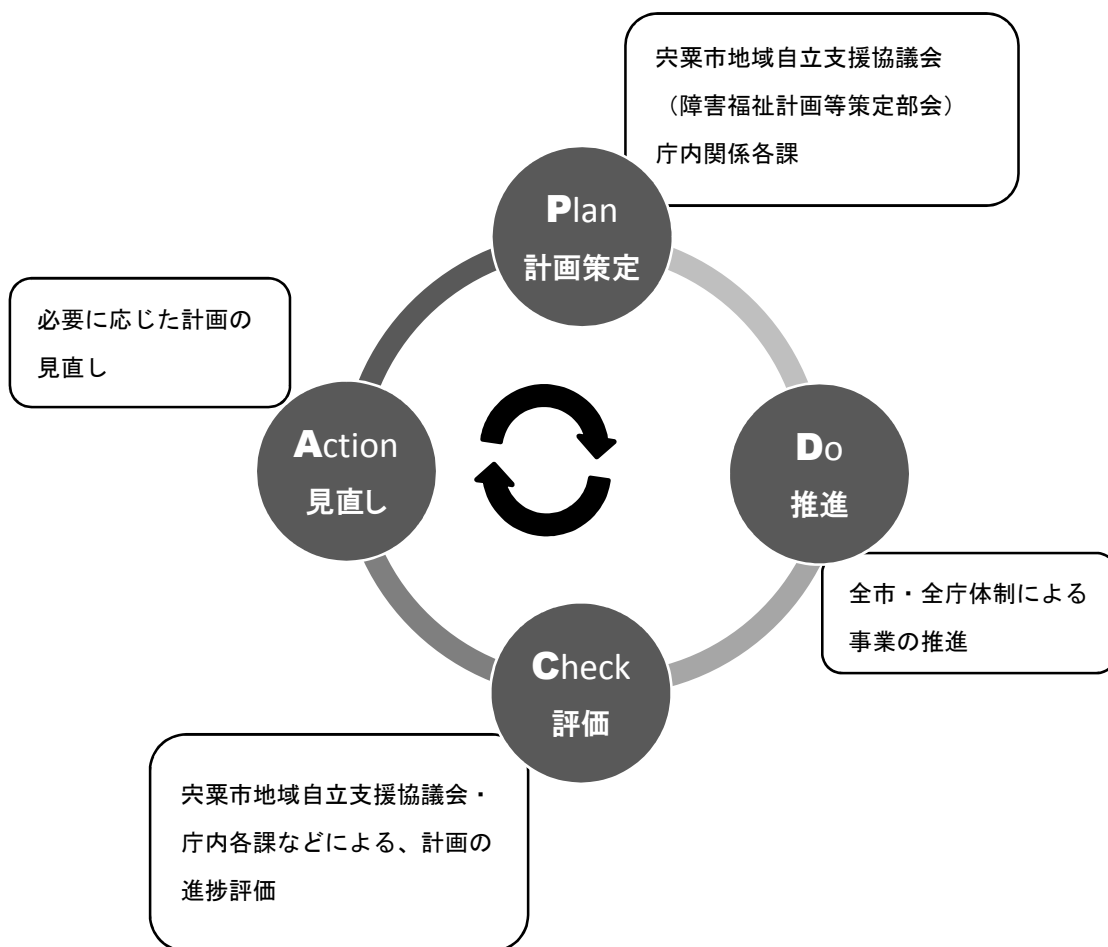 宍粟市地域自立支援協議会
（障害福祉計画等策定部会）
庁内関係各課
Plan
計画策定
必要に応じた計画の
見直し
Action
見直し
Do
推進
全市・全庁体制による
事業の推進
Check
評価
宍粟市地域自立支援協議会・
庁内各課などによる、計画の
進捗評価